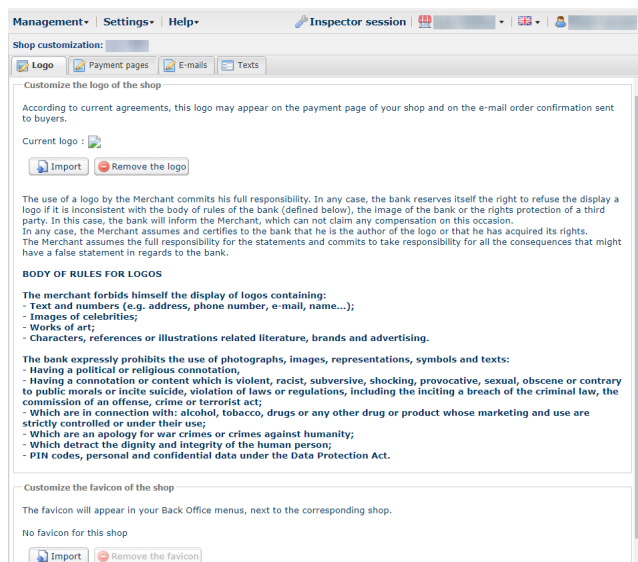 Management Settings Help Inspector session
Shop customization:
Logo Payment pages E-mails Texts
Customize the logo of the shop
According to current agreements, this logo may appear on the payment page of your shop and on the e-mail order confirmation sent
to buyers.
Current logo :
Import Remove the logo
The use of a logo by the Merchant commits his full responsibility. In any case, the bank reserves itself the right to refuse the display a
logo if it is inconsistent with the body of rules of the bank (defined below), the image of the bank or the rights protection of a third
party. In this case, the bank will inform the Merchant, which can not claim any compensation on this occasion.
In any case, the Merchant assumes and certifies to the bank that he is the author of the logo or that he has acquired its rights.
The Merchant assumes the full responsibility for the statements and commits to take responsibility for all the consequences that might
have a false statement in regards to the bank.
BODY OF RULES FOR LOGOS
The merchant forbids himself the display of logos containing:
- Text and numbers (e.g. address, phone number, e-mail, name...);
- Images of celebrities;
- Works of art;
- Characters, references or illustrations related literature, brands and advertising.
The bank expressly prohibits the use of photographs, images, representations, symbols and texts:
- Having a political or religious connotation,
- Having a connotation or content which is violent, racist, subversive, shocking, provocative, sexual, obscene or contrary
to public morals or incite suicide, violation of laws or regulations, including the inciting a breach of the criminal law, the
commission of an offense, crime or terrorist act;
- Which are in connection with: alcohol, tobacco, drugs or any other drug or product whose marketing and use are
strictly controlled or under their use;
- Which are an apology for war crimes or crimes against humanity;
- Which detract the dignity and integrity of the human person;
- PIN codes, personal and confidential data under the Data Protection Act.
Customize the favicon of the shop
The favicon will appear in your Back Office menus, next to the corresponding shop.
No favicon for this shop
Import Remove the favicon